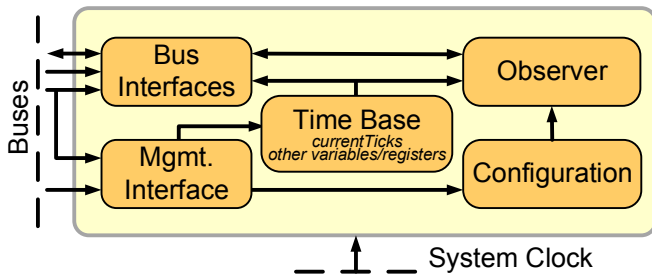 Buses
Bus
Interfaces
Observer
Time Base
currentTicks
other variables/registers
Mgmt.
Interface
Configuration
System Clock